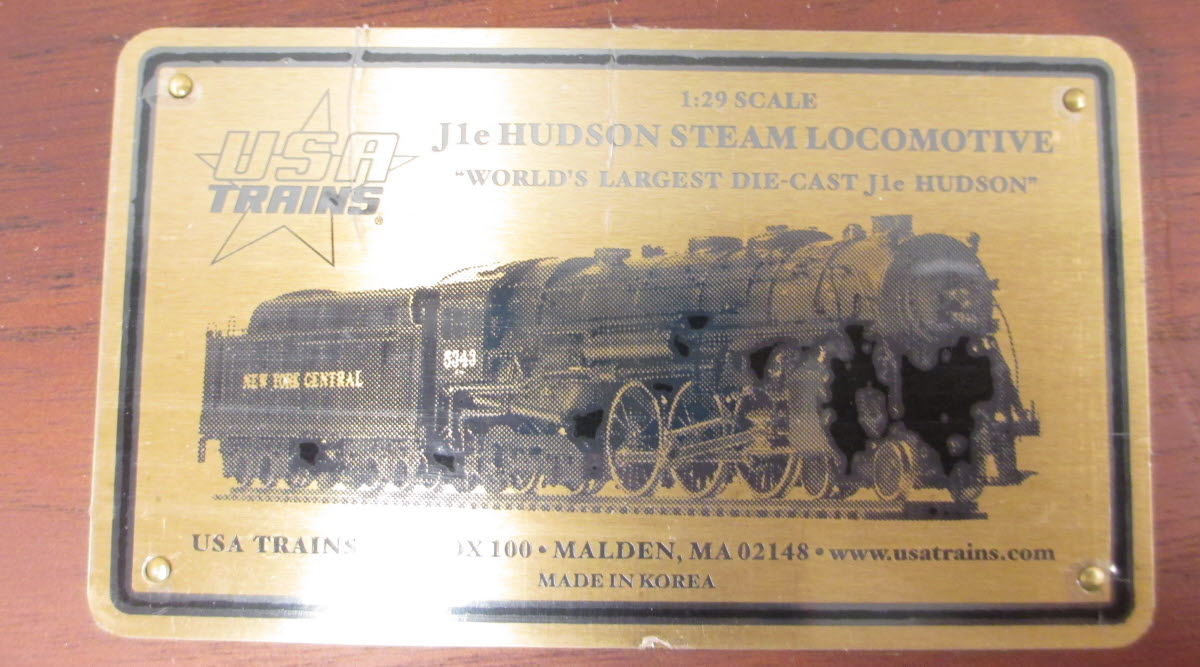 USA
TRAINS
®
1:29 SCALE
J1e HUDSON STEAM LOCOMOTIVE
"WORLD'S LARGEST DIE-CAST J1e HUDSON"
NEW YORK CENTRAL
USA TRAINS OX 100 • MALDEN, MA 02148 • www.usatrains.com
MADE IN KOREA